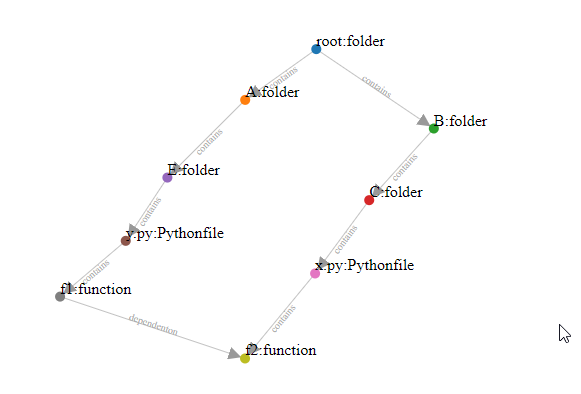 root:folder
contains
contains
A:folder
B:folder
contains
contains
E:folder
C:folder
contains
contains
y.py:Pythonfile
x.py:Pythonfile
contains
f1:function
contains
dependenton
f2:function